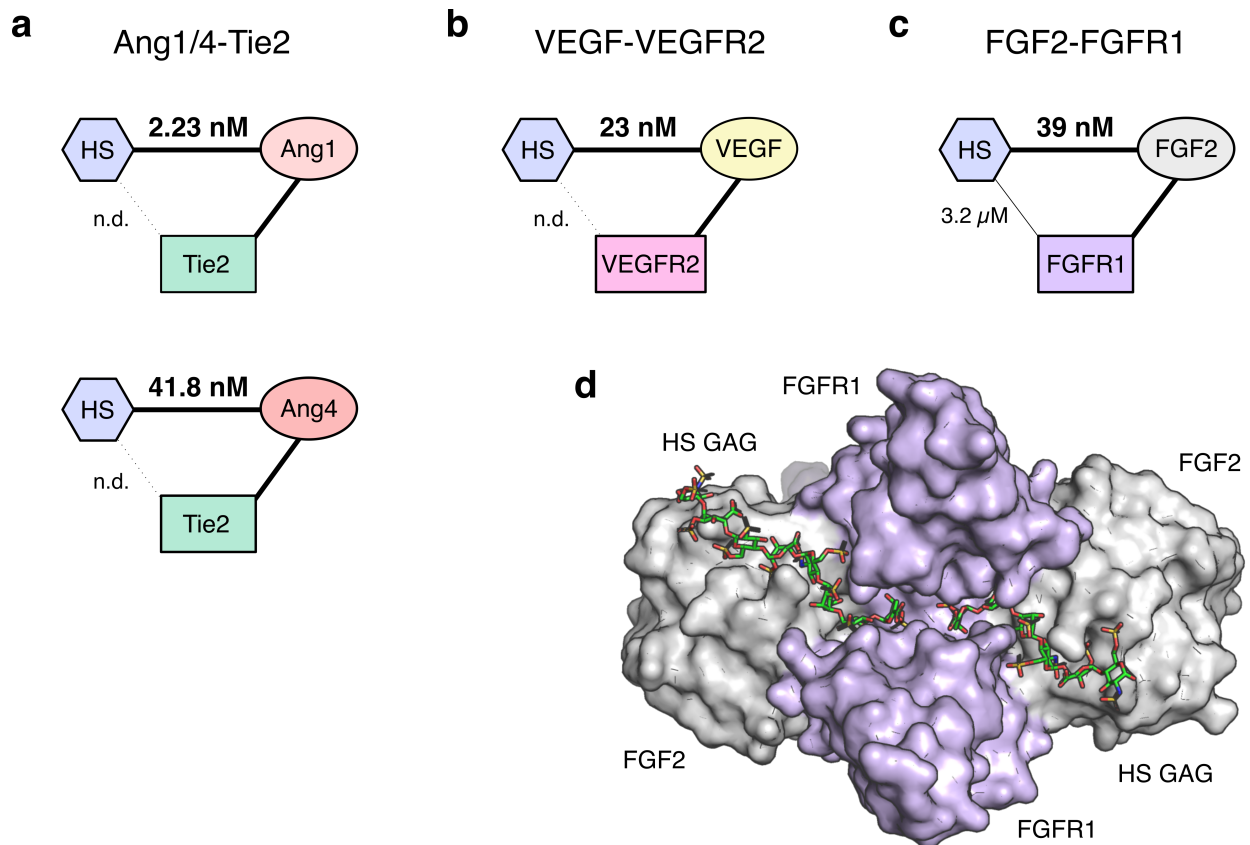 a
Ang1/4-Tie2
HS
2.23 nM
Ang1
n.d.
Tie2
HS
41.8 nM
Ang4
n.d.
Tie2
b
VEGF-VEGFR2
HS
23 nM
VEGF
n.d.
VEGFR2
c
FGF2-FGFR1
HS
39 nM
FGF2
3.2 µM
FGFR1
d
FGFR1
HS GAG
FGF2
FGF2
HS GAG
FGFR1